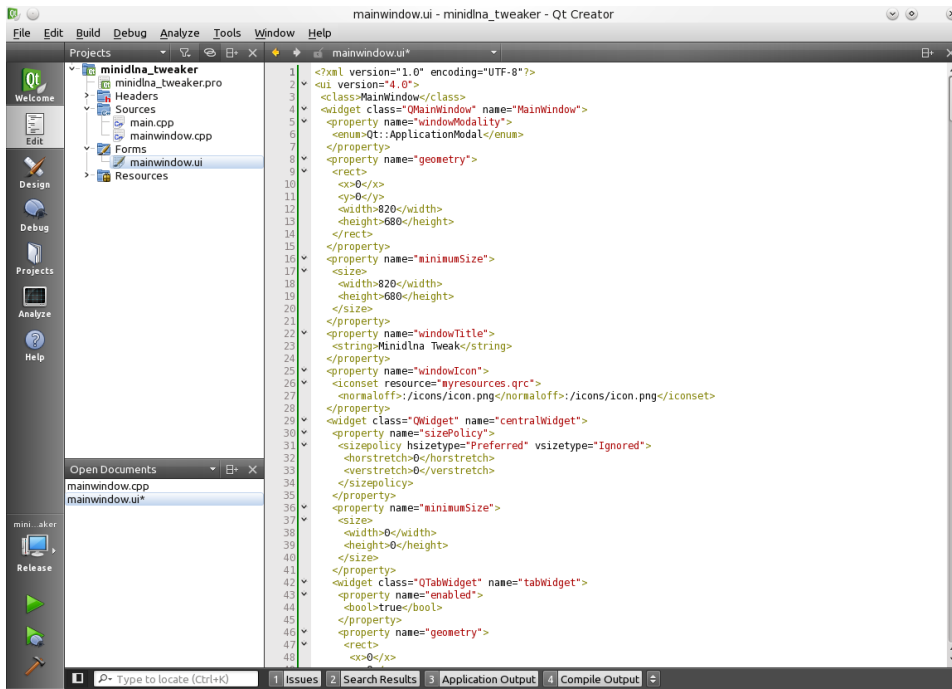 mainwindow.ui - minidlna_tweaker - Qt Creator
File Edit Build Debug Analyze Tools Window Help
Projects
mainwindow.ui*
Welcome
Edit
Design
Debug
Projects
Analyze
Help
mini...aker
Release
minidlna_tweaker
minidlna_tweaker.pro
Headers
Sources
main.cpp
mainwindow.cpp
Forms
mainwindow.ui
Resources
Open Documents
mainwindow.cpp
mainwindow.ui*
1 <?xml version="1.0" encoding="UTF-8"?>
2 <ui version="4.0">
3 <class>MainWindow</class>
4 <widget class="QMainWindow" name="MainWindow">
5 <property name="windowModality">
6 <enum>Qt::ApplicationModal</enum>
7 </property>
8 <property name="geometry">
9 <rect>
10 <x>0</x>
11 <y>0</y>
12 <width>820</width>
13 <height>680</height>
14 </rect>
15 </property>
16 <property name="minimumSize">
17 <size>
18 <width>820</width>
19 <height>680</height>
20 </size>
21 </property>
22 <property name="windowTitle">
23 <string>Minidlna Tweak</string>
24 </property>
25 <property name="windowIcon">
26 <iconset resource="myresources.qrc">
27 <normaloff>:/icons/icon.png</normaloff>:/icons/icon.png</iconset>
28 </property>
29 <widget class="QWidget" name="centralWidget">
30 <property name="sizePolicy">
31 <sizepolicy hsizetype="Preferred" vsizetype="Ignored">
32 <horstretch>0</horstretch>
33 <verstretch>0</verstretch>
34 </sizepolicy>
35 </property>
36 <property name="minimumSize">
37 <size>
38 <width>0</width>
39 <height>0</height>
40 </size>
41 </property>
42 <widget class="QTabWidget" name="tabWidget">
43 <property name="enabled">
44 <bool>true</bool>
45 </property>
46 <property name="geometry">
47 <rect>
48 <x>0</x>
Type to locate (Ctrl+K)
1 Issues 2 Search Results 3 Application Output 4 Compile Output